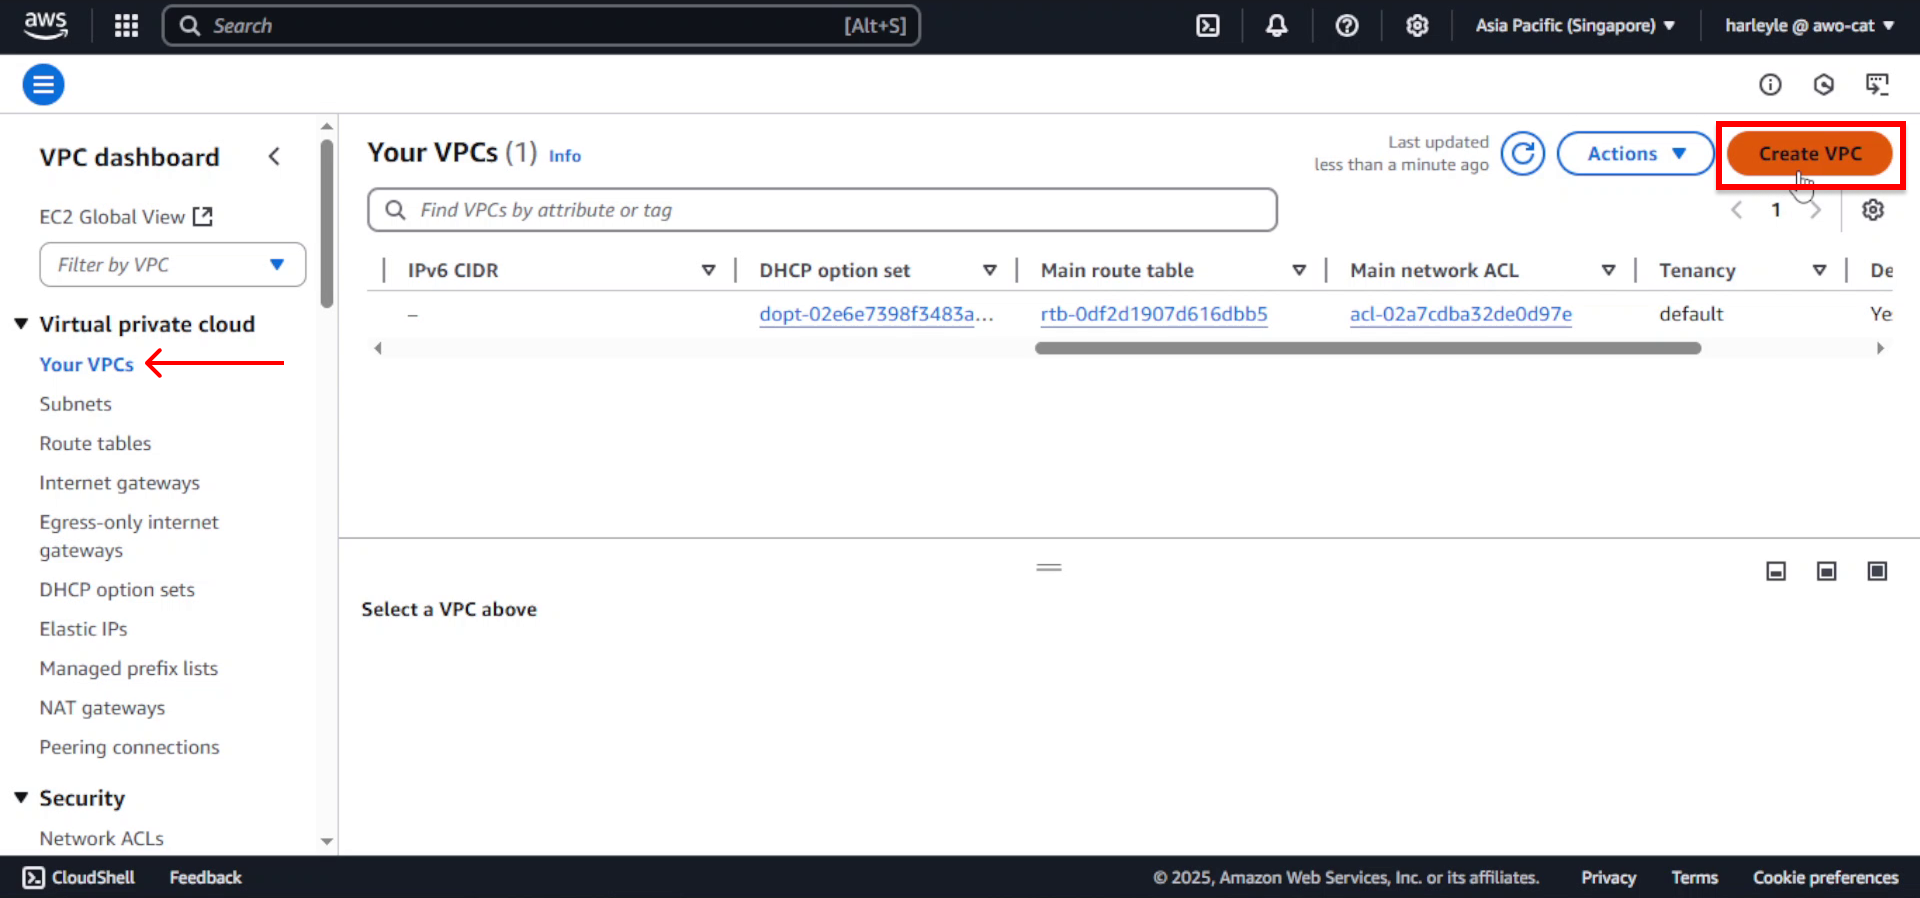 aws
Search [Alt+S]
Asia Pacific (Singapore)
harleyle @ awo-cat
VPC dashboard
EC2 Global View
Filter by VPC
Virtual private cloud
Your VPCs
Subnets
Route tables
Internet gateways
Egress-only internet
gateways
DHCP option sets
Elastic IPs
Managed prefix lists
NAT gateways
Peering connections
Security
Network ACLs
Your VPCs (1) Info
Last updated
less than a minute ago
Actions
Create VPC
Find VPCs by attribute or tag
1
IPv6 CIDR DHCP option set Main route table Main network ACL Tenancy De
– dopt-02e6e7398f3483a... rtb-0df2d1907d616dbb5 acl-02a7cdba32de0d97e default Ye
Select a VPC above
CloudShell Feedback © 2025, Amazon Web Services, Inc. or its affiliates. Privacy Terms Cookie preferences